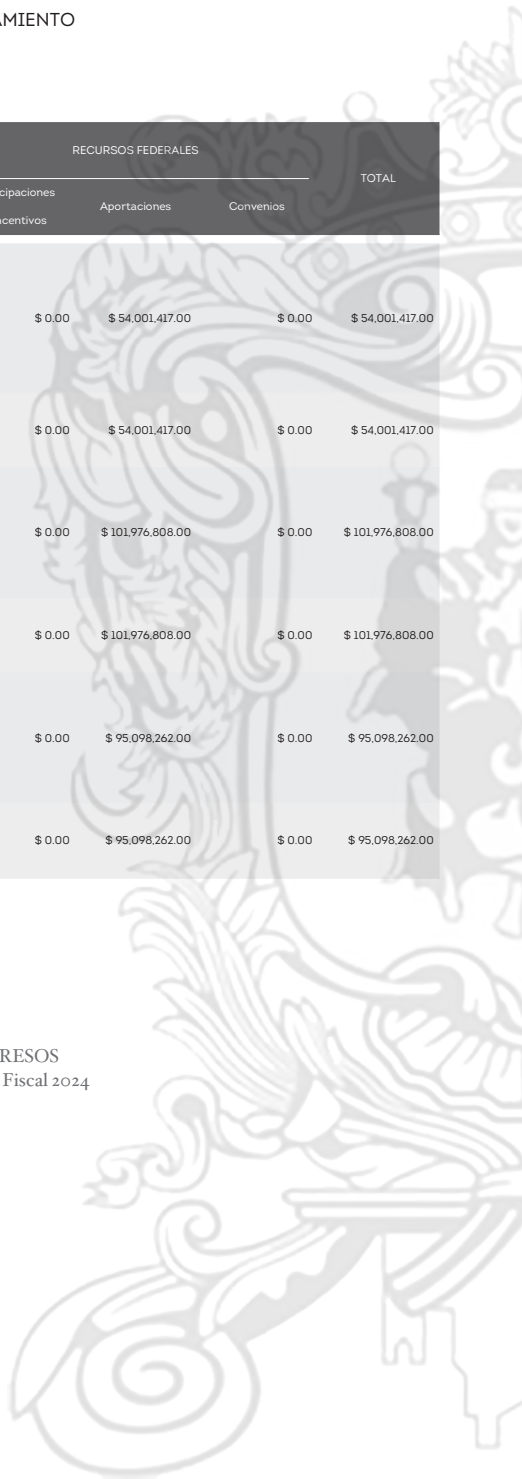 AMIENTO
RECURSOS FEDERALES
TOTAL
cipaciones
ncentivos
Aportaciones
Convenios
$ 0.00 $ 54,001,417.00 $ 0.00 $ 54,001,417.00
$ 0.00 $ 54,001,417.00 $ 0.00 $ 54,001,417.00
$ 0.00 $ 101,976,808.00 $ 0.00 $ 101,976,808.00
$ 0.00 $ 101,976,808.00 $ 0.00 $ 101,976,808.00
$ 0.00 $ 95,098,262.00 $ 0.00 $ 95,098,262.00
$ 0.00 $ 95,098,262.00 $ 0.00 $ 95,098,262.00
RESOS
Fiscal 2024